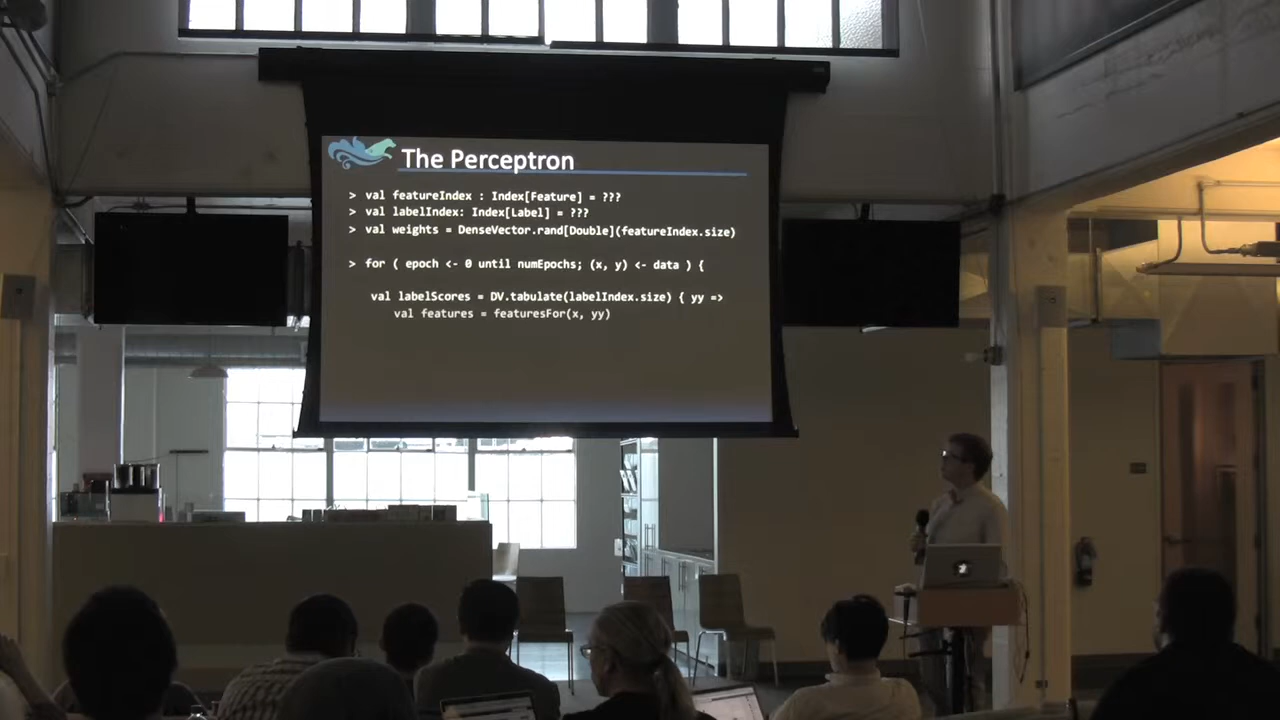 The Perceptron
> val featureIndex : Index[Feature] = ???
> val labelIndex: Index[Label] = ???
> val weights = DenseVector.rand[Double](featureIndex.size)
> for ( epoch <- 0 until numEpochs; (x, y) <- data ) {
val labelScores = DV.tabulate(labelIndex.size) { yy =>
val features = featuresFor(x, yy)